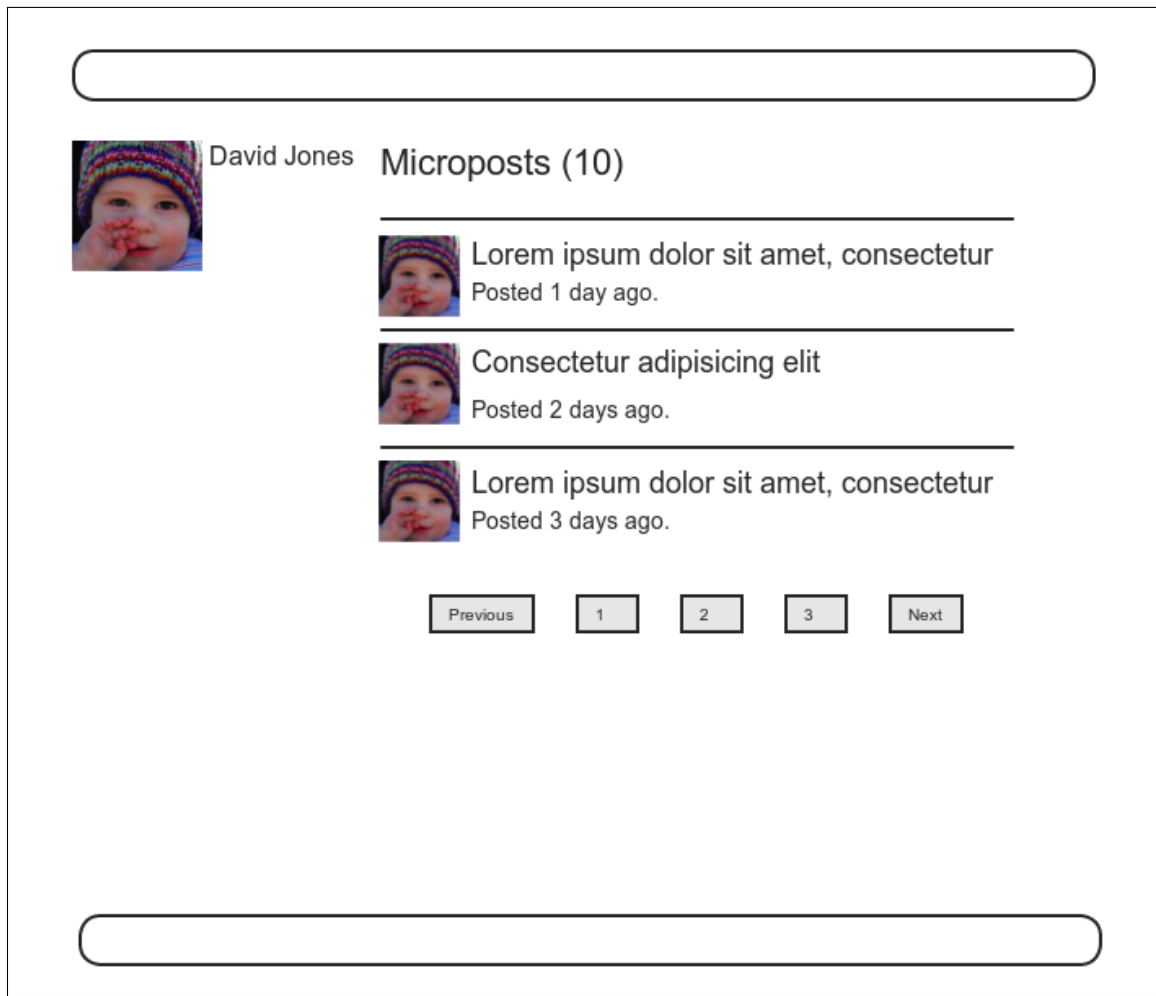 David Jones
Microposts (10)
Lorem ipsum dolor sit amet, consectetur
Posted 1 day ago.
Consectetur adipisicing elit
Posted 2 days ago.
Lorem ipsum dolor sit amet, consectetur
Posted 3 days ago.
Previous 1 2 3 Next